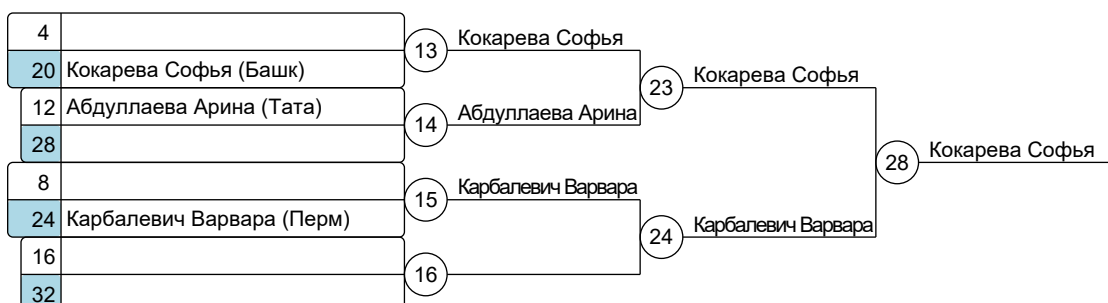 4
20 Кокарева Софья (Башк)
13 Кокарева Софья
12 Абдуллаева Арина (Тата)
28
14 Абдуллаева Арина
23 Кокарева Софья
8
24 Карбалевич Варвара (Перм)
15 Карбалевич Варвара
16
32
16
24 Карбалевич Варвара
28 Кокарева Софья